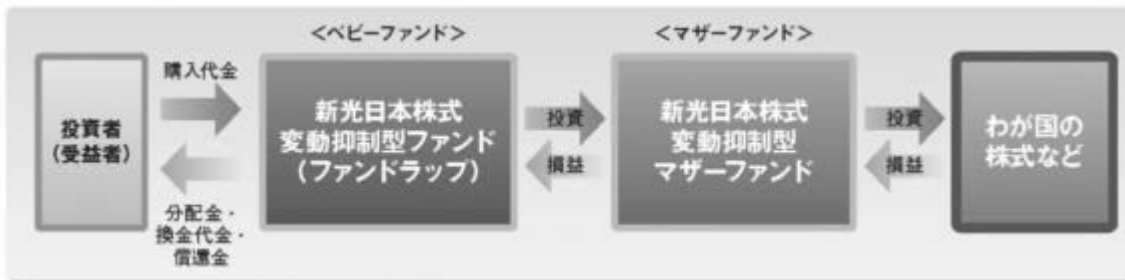 <ベビーファンド>
<マザーファンド>
投資者
(受益者)
購入代金
分配金・
換金代金・
償還金
新光日本株式
変動抑制型ファンド
(ファンドラップ)
投資
損益
新光日本株式
変動抑制型
マザーファンド
投資
損益
わが国の
株式など